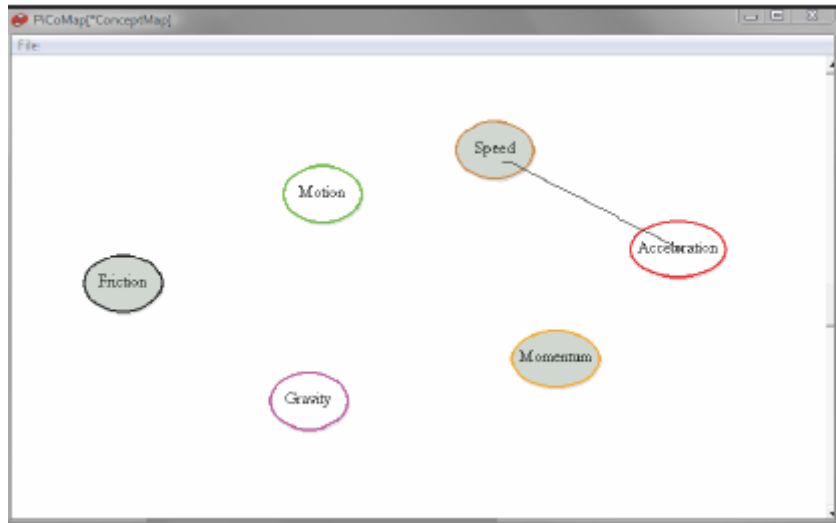 PiCoMap[*ConceptMap]
File
Speed
Motion
Acceleration
Friction
Momentum
Gravity